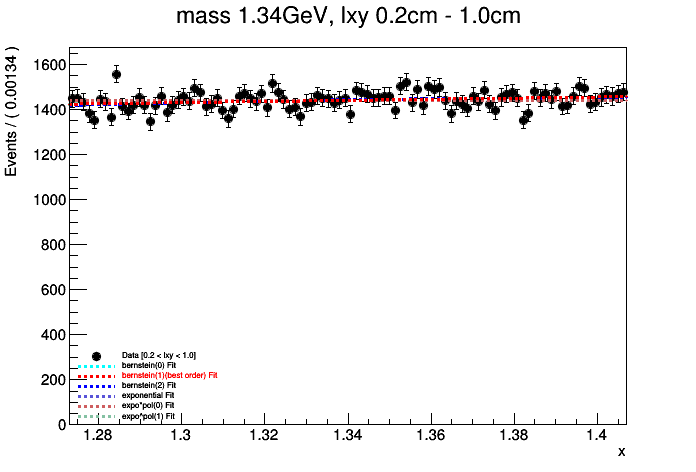 mass 1.34GeV, lxy 0.2cm - 1.0cm
Events / ( 0.00134 )
1600
1400
1200
1000
800
600
400
200
0
Data [0.2 < lxy < 1.0]
bernstein(0) Fit
bernstein(1)(best order) Fit
bernstein(2) Fit
exponential Fit
expo*pol(0) Fit
expo*pol(1) Fit
1.28 1.3 1.32 1.34 1.36 1.38 1.4
x